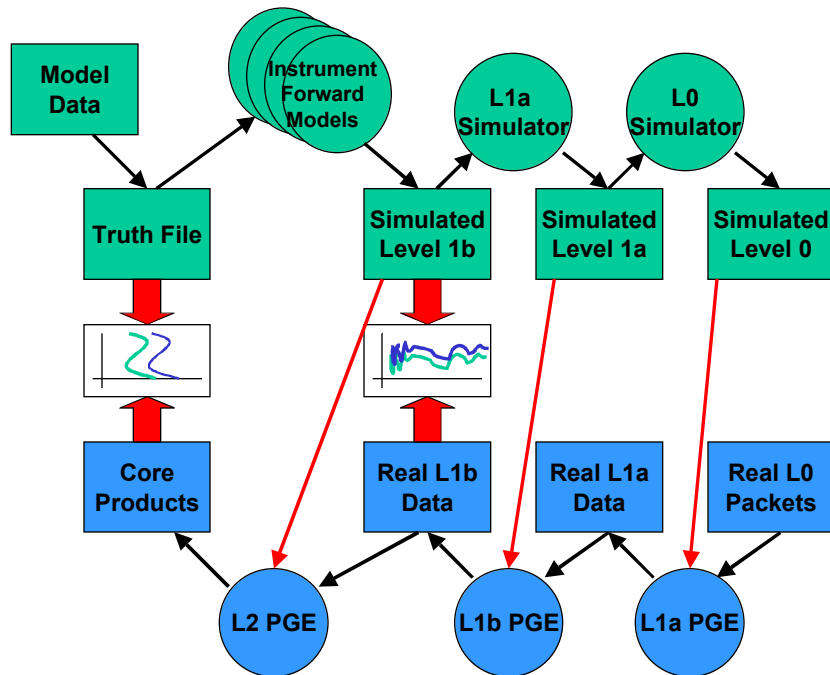 Model
Data
Instrument
Forward
Models
L1a
Simulator
L0
Simulator
Truth File
Simulated
Level 1b
Simulated
Level 1a
Simulated
Level 0
Core
Products
Real L1b
Data
Real L1a
Data
Real L0
Packets
L2 PGE
L1b PGE
L1a PGE